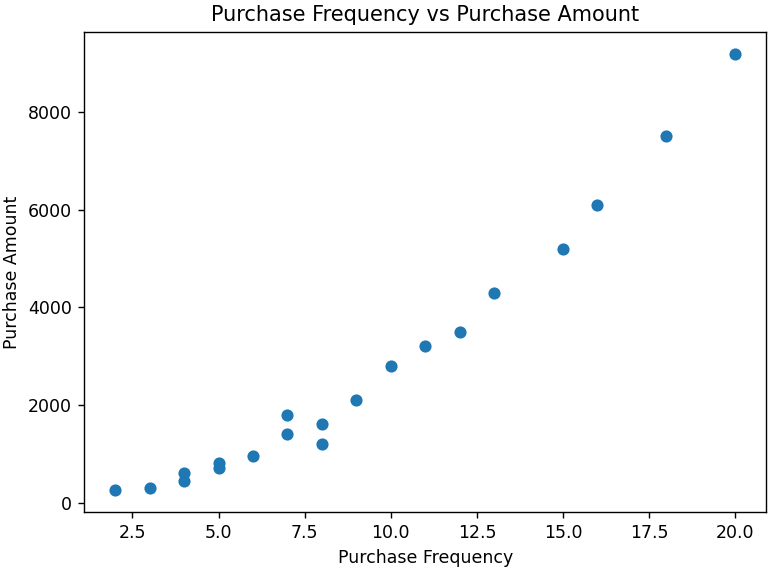 Purchase Frequency vs Purchase Amount
8000
6000
4000
2000
0
Purchase Amount
2.5 5.0 7.5 10.0 12.5 15.0 17.5 20.0
Purchase Frequency